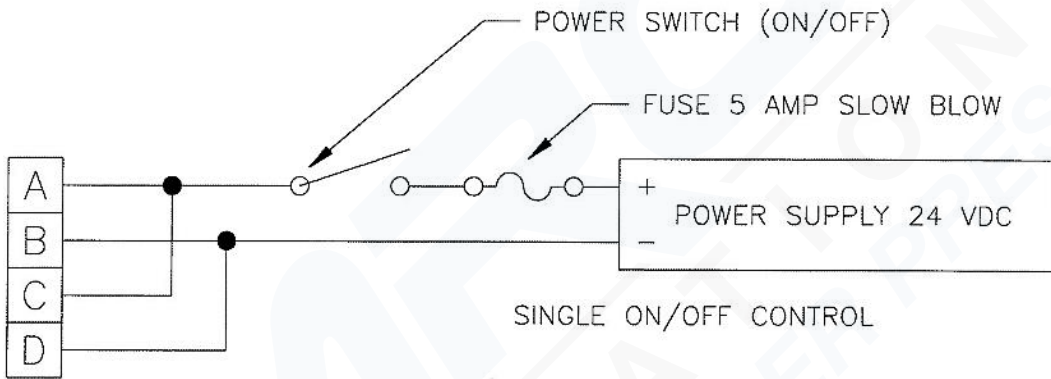 POWER SWITCH (ON/OFF)
FUSE 5 AMP SLOW BLOW
A
+
POWER SUPPLY 24 VDC
B
-
C
SINGLE ON/OFF CONTROL
D